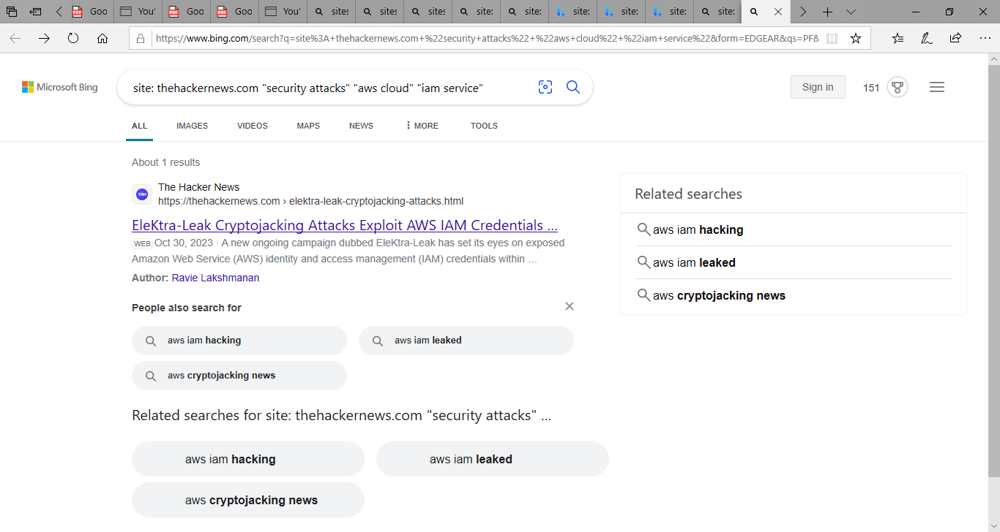 Goo
You'
Goo
Goo
You'
sites
sites
sites
site:
site:
site:
site:
site:
site:
https://www.bing.com/search?q=site%3A+thehackernews.com+%22security+attacks%22+%22aws+cloud%22+%22iam+service%22&form=EDGEAR&qs=PF&
Microsoft Bing
site: thehackernews.com "security attacks" "aws cloud" "iam service"
Sign in
151
ALL
IMAGES
VIDEOS
MAPS
NEWS
MORE
TOOLS
About 1 results
The Hacker News
THN
https://thehackernews.com › elektra-leak-cryptojacking-attacks.html
EleKtra-Leak Cryptojacking Attacks Exploit AWS IAM Credentials ...
WEB Oct 30, 2023 · A new ongoing campaign dubbed EleKtra-Leak has set its eyes on exposed
Amazon Web Service (AWS) identity and access management (IAM) credentials within …
Author: Ravie Lakshmanan
People also search for
aws iam hacking
aws iam leaked
aws cryptojacking news
Related searches for site: thehackernews.com "security attacks" ...
aws iam hacking
aws iam leaked
aws cryptojacking news
Related searches
aws iam hacking
aws iam leaked
aws cryptojacking news